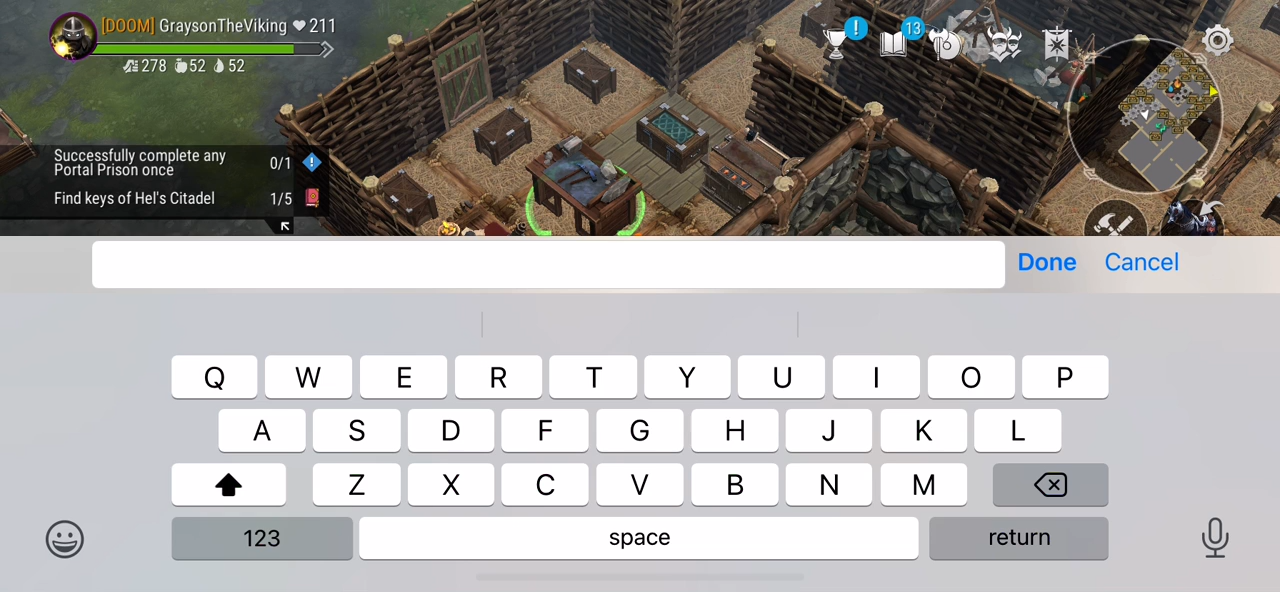 [DOOM] GraysonTheViking 211
278 52 52
! 13
Successfully complete any
Portal Prison once 0/1
Find keys of Hel's Citadel 1/5
Done Cancel
Q W E R T Y U I O P
A S D F G H J K L
Z X C V B N M
123 space return